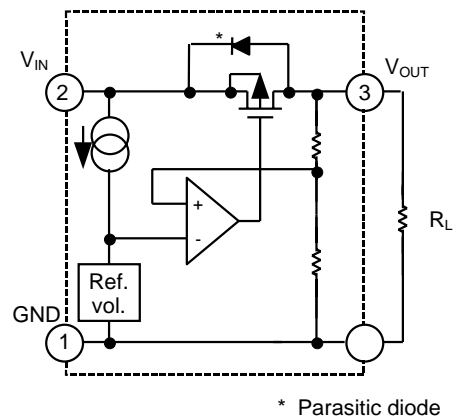 *
V_IN
V_OUT
2
3
+
-
R_L
Ref.
vol.
GND
1
* Parasitic diode